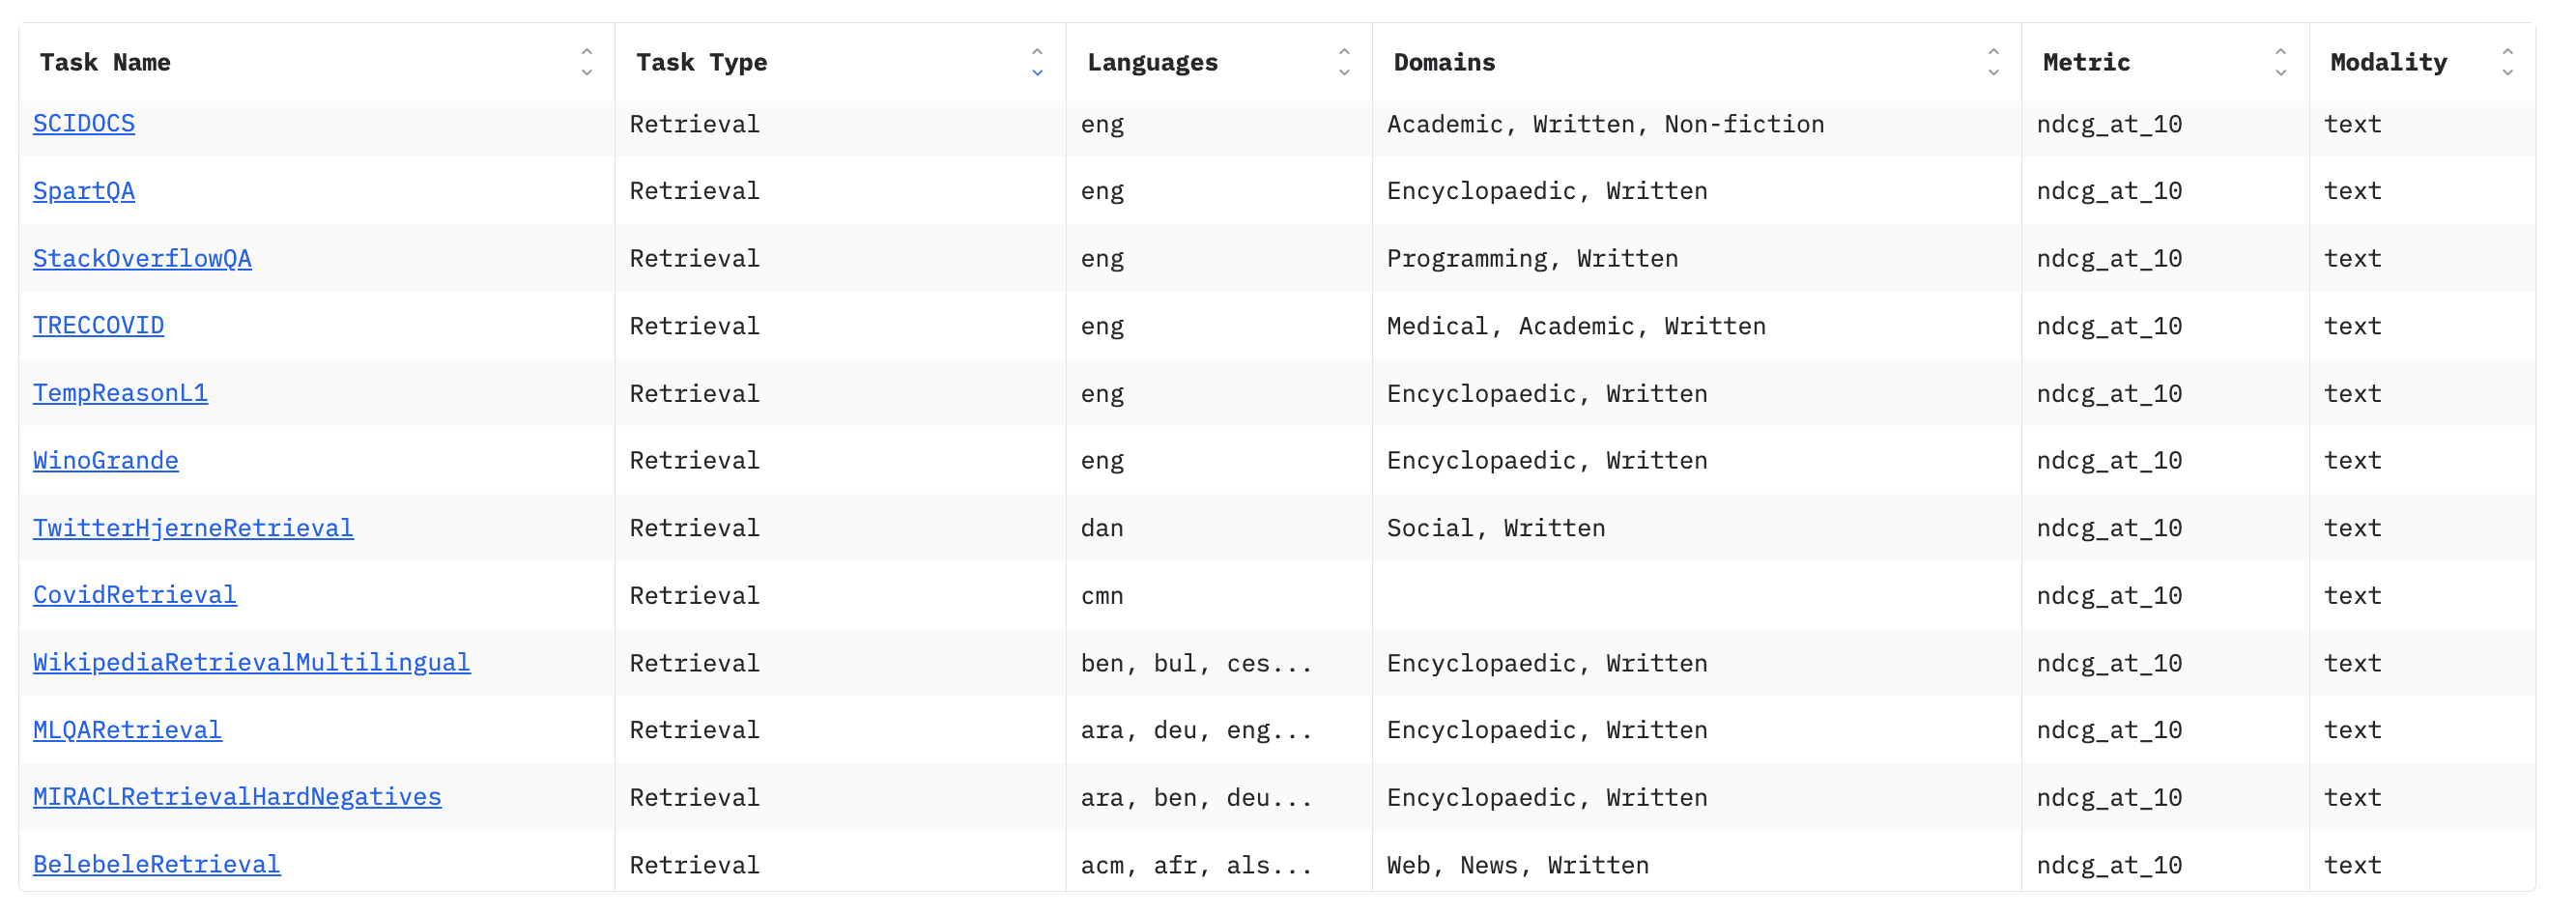 Task Name Task Type Languages Domains Metric Modality
SCIDOCS Retrieval eng Academic, Written, Non-fiction ndcg_at_10 text
SpartQA Retrieval eng Encyclopaedic, Written ndcg_at_10 text
StackOverflowQA Retrieval eng Programming, Written ndcg_at_10 text
TRECCOVID Retrieval eng Medical, Academic, Written ndcg_at_10 text
TempReasonL1 Retrieval eng Encyclopaedic, Written ndcg_at_10 text
WinoGrande Retrieval eng Encyclopaedic, Written ndcg_at_10 text
TwitterHjerneRetrieval Retrieval dan Social, Written ndcg_at_10 text
CovidRetrieval Retrieval cmn ndcg_at_10 text
WikipediaRetrievalMultilingual Retrieval ben, bul, ces... Encyclopaedic, Written ndcg_at_10 text
MLQARetrieval Retrieval ara, deu, eng... Encyclopaedic, Written ndcg_at_10 text
MIRACLRetrievalHardNegatives Retrieval ara, ben, deu... Encyclopaedic, Written ndcg_at_10 text
BelebeleRetrieval Retrieval acm, afr, als... Web, News, Written ndcg_at_10 text